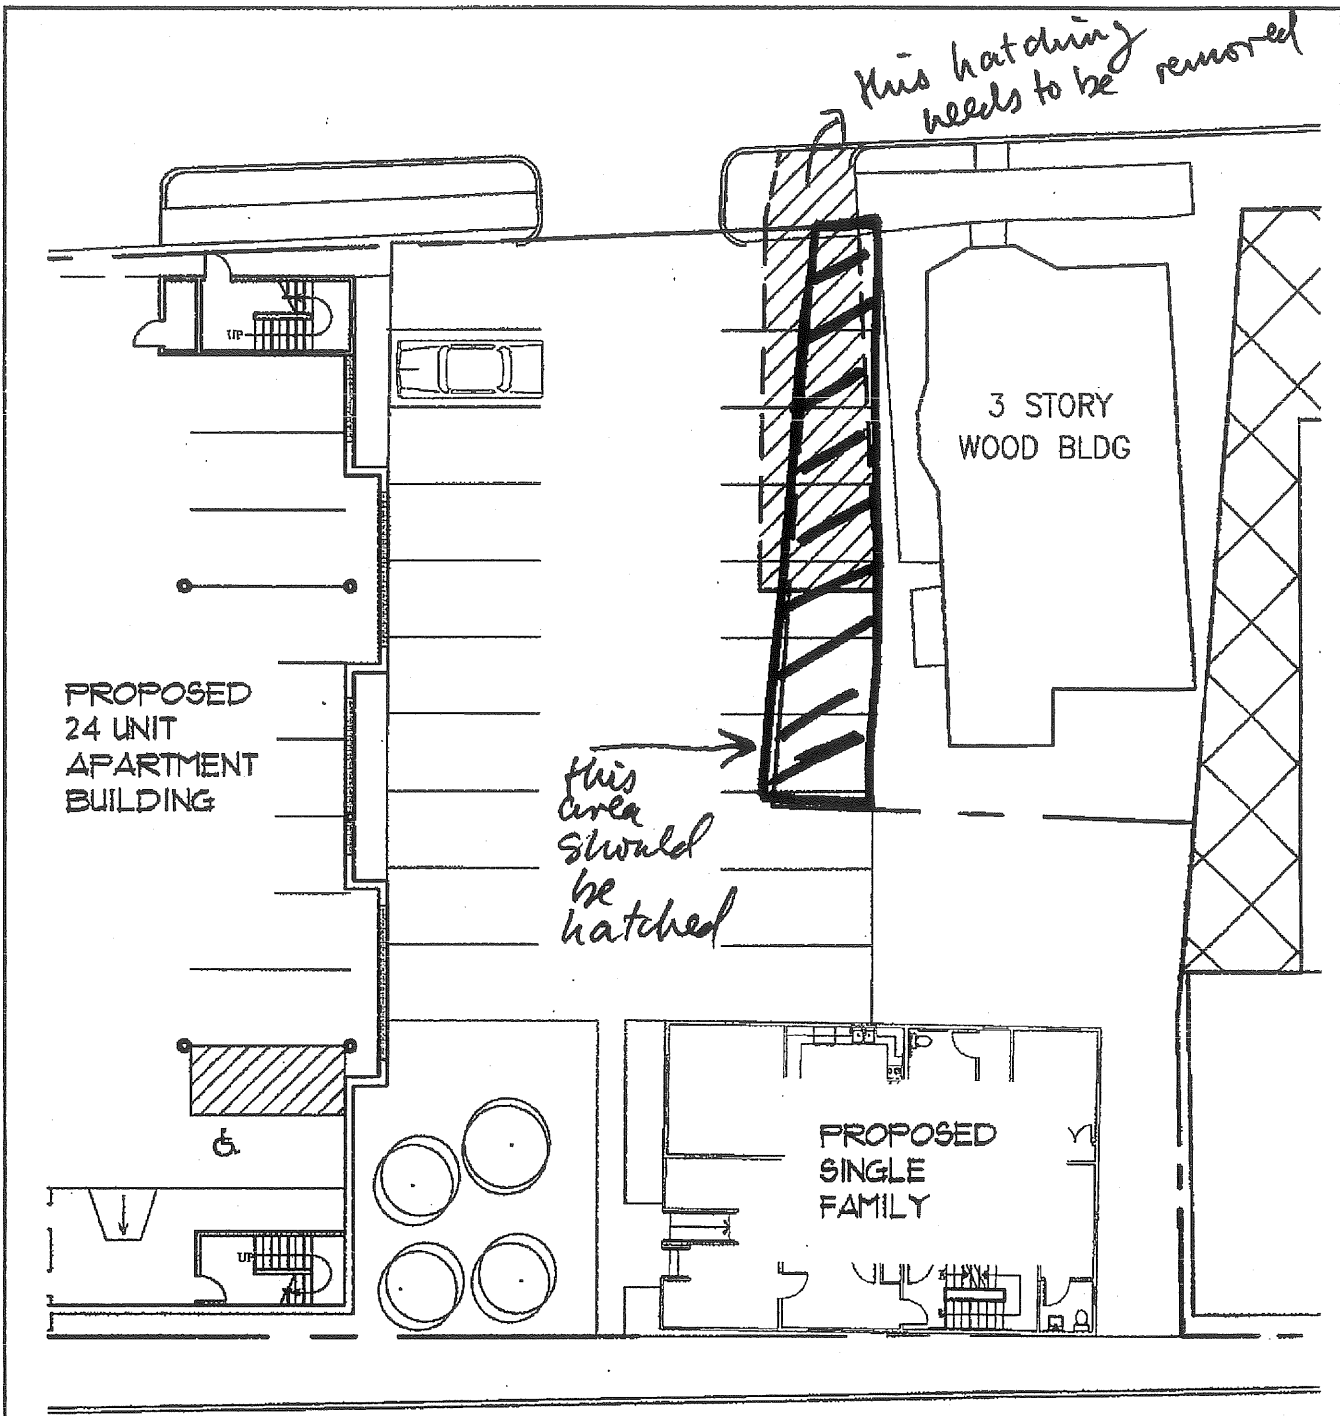 this hatching
needs to be removed
UP
3 STORY
WOOD BLDG
PROPOSED
24 UNIT
APARTMENT
BUILDING
this
area
should
be
hatched
PROPOSED
SINGLE
FAMILY
UP